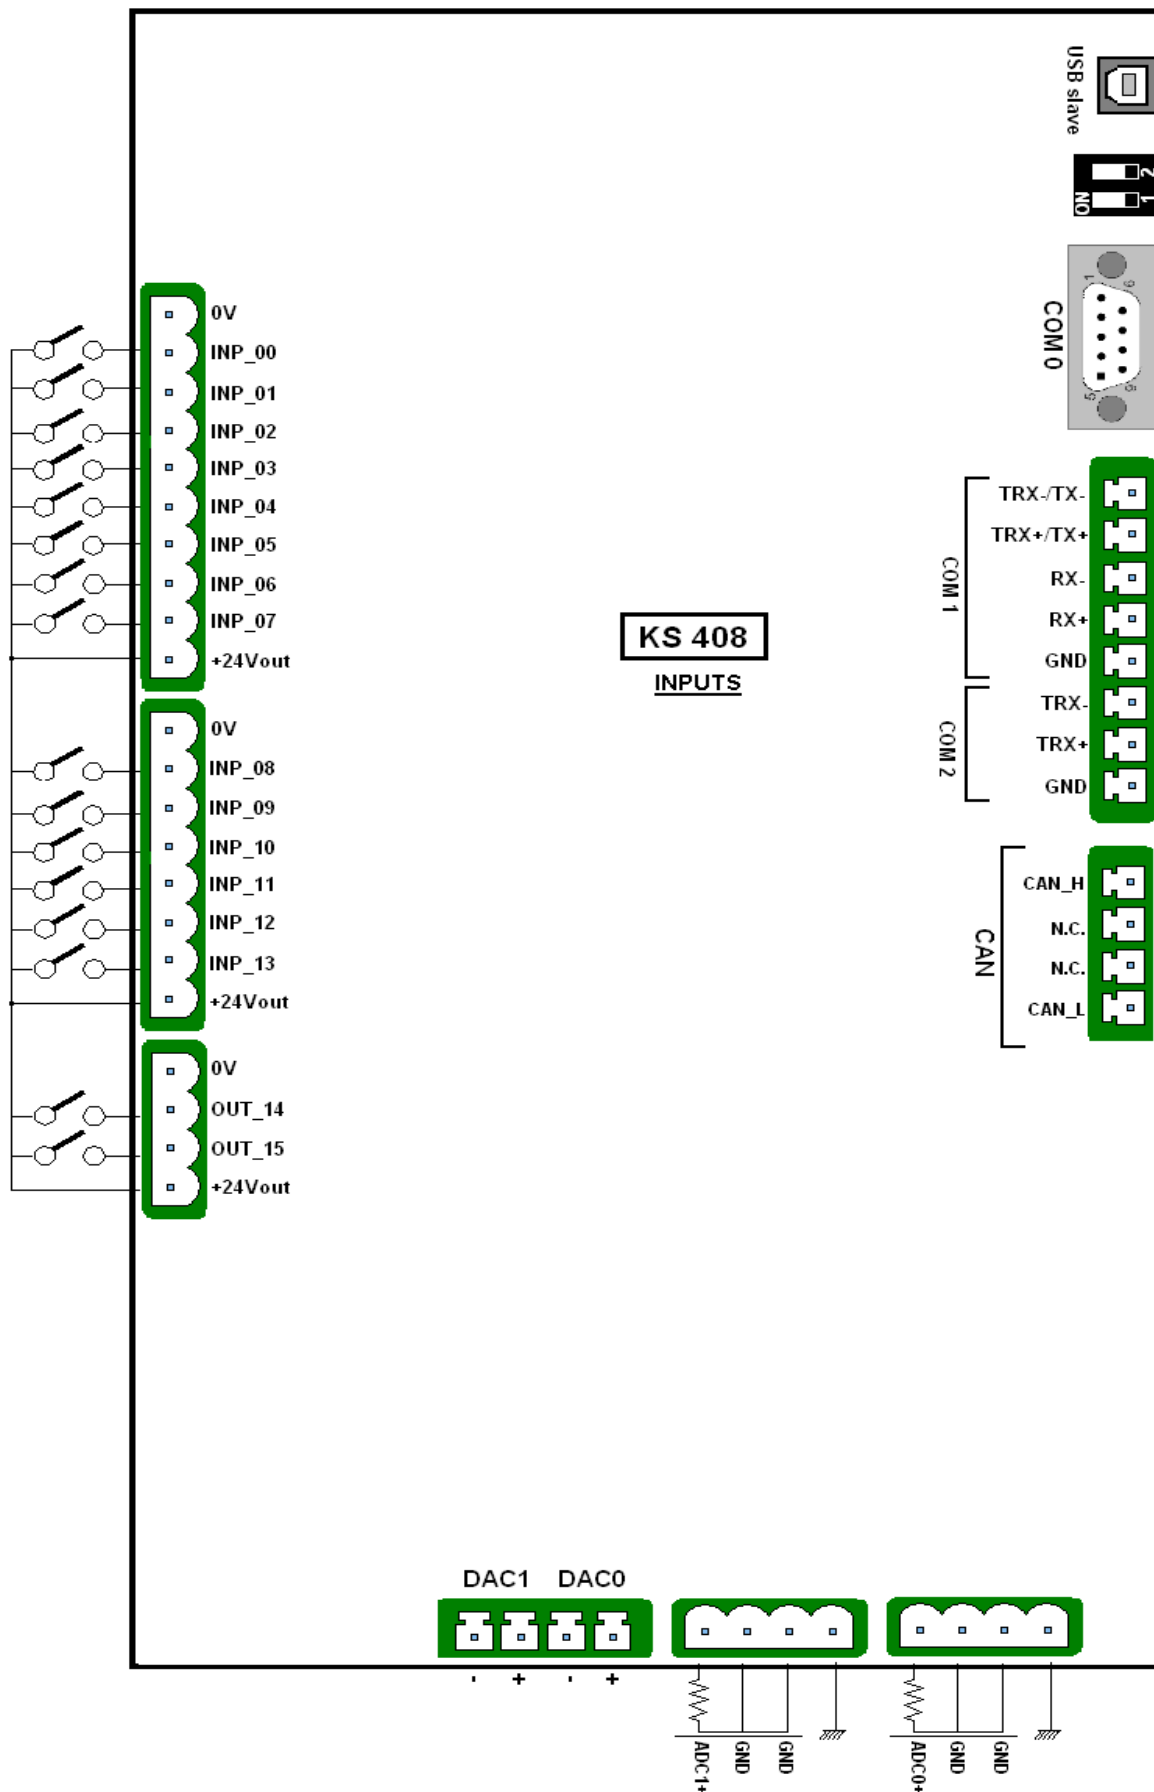 USB slave
2
1
ON
COM 0
1
6
5
9
0V
INP_00
INP_01
INP_02
INP_03
INP_04
INP_05
INP_06
INP_07
+24Vout
0V
INP_08
INP_09
INP_10
INP_11
INP_12
INP_13
+24Vout
0V
OUT_14
OUT_15
+24Vout
KS 408
INPUTS
COM 1
TRX-/TX-
TRX+/TX+
RX-
RX+
GND
COM 2
TRX-
TRX+
GND
CAN
CAN_H
N.C.
N.C.
CAN_L
DAC1 DAC0
- + - +
ADC1+
GND
GND
ADC0+
GND
GND